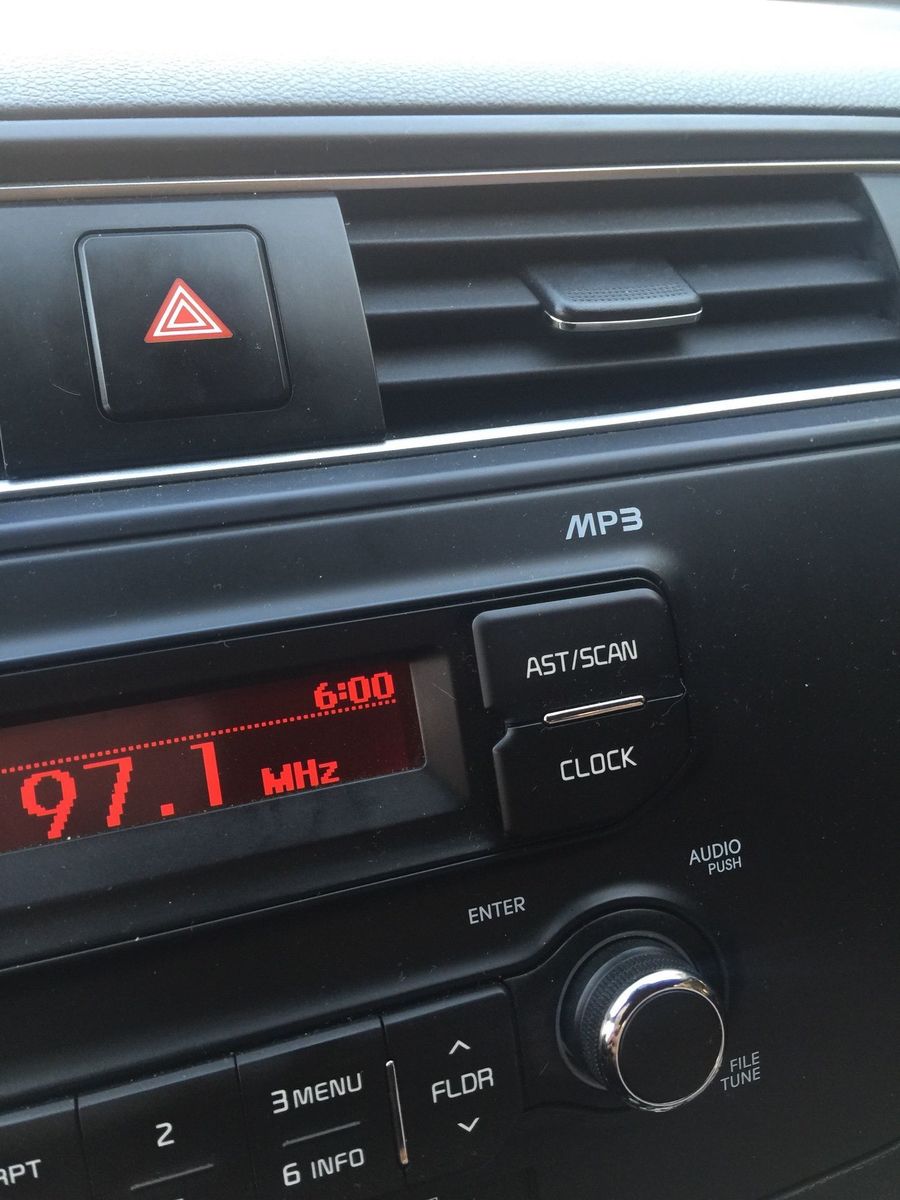 MP3
AST/SCAN
6:00
97.1 MHz
CLOCK
AUDIO
PUSH
ENTER
FILE
TUNE
FLDR
3 MENU
2
RPT
6 INFO